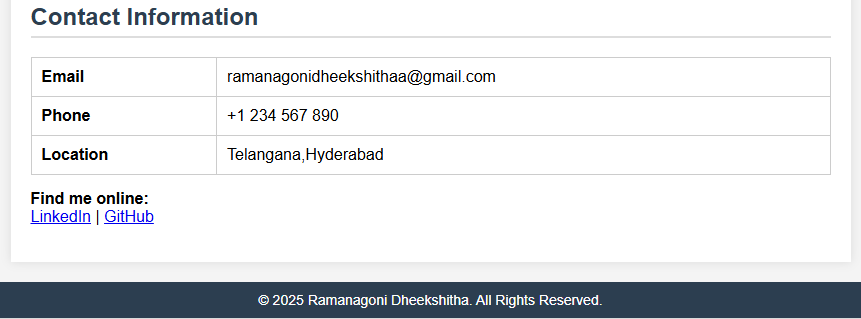 Contact Information
Email ramanagonidheekshithaa@gmail.com
Phone +1 234 567 890
Location Telangana,Hyderabad
Find me online:
LinkedIn | GitHub
© 2025 Ramanagoni Dheekshitha. All Rights Reserved.